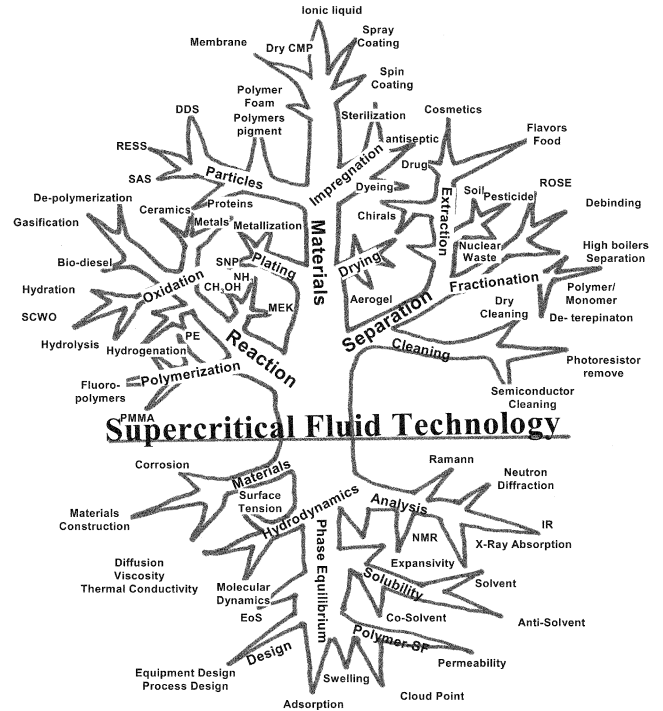 Ionic liquid
Membrane
Dry CMP
Spray
Coating
Spin
Coating
Polymer
Foam
Polymers
pigment
Sterilization
antiseptic
Cosmetics
Flavors
Food
DDS
RESS
SAS
Particles
Impregnation
Drug
Dyeing
Proteins
De-polymerization
Gasification
Ceramics
Metals
Metallization
Chirals
Extraction
Soil
Pesticide
ROSE
Debinding
Bio-diesel
SNP
Plating
Materials
Drying
Nuclear
Waste
High boilers
Separation
Hydration
Oxidation
NH3
CH3OH
MEK
Aerogel
Fractionation
Polymer/
Monomer
SCWO
Dry
Cleaning
De- terepinaton
Hydrolysis
Hydrogenation
PE
Reaction
Separation
Cleaning
Polymerization
Photoresistor
remove
Fluoro-
polymers
PMMA
Semiconductor
Cleaning
Supercritical Fluid Technology
Corrosion
Materials
Ramann
Neutron
Diffraction
Surface
Tension
Hydrodynamics
Analysis
Materials
Construction
IR
NMR
X-Ray Absorption
Phase Equilibrium
Expansivity
Diffusion
Viscosity
Thermal Conductivity
Molecular
Dynamics
Solubility
Solvent
EoS
Co-Solvent
Anti-Solvent
Design
Polymer-SF
Permeability
Equipment Design
Process Design
Swelling
Adsorption
Cloud Point